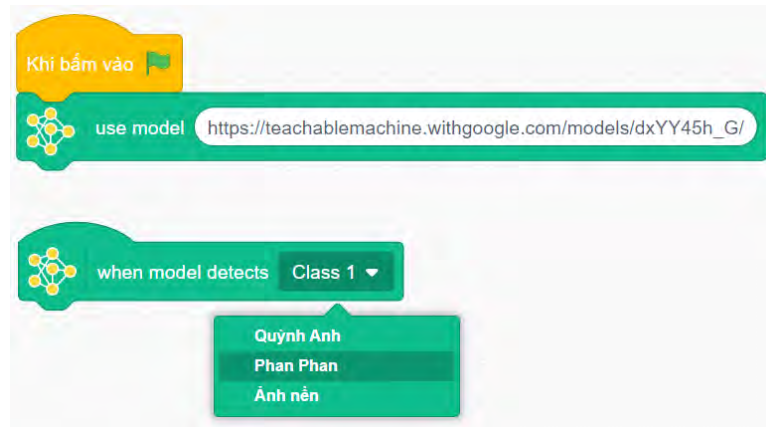 Khi bấm vào
use model https://teachablemachine.withgoogle.com/models/dxYY45h_G/
when model detects Class 1
Quỳnh Anh
Phan Phan
Ảnh nền